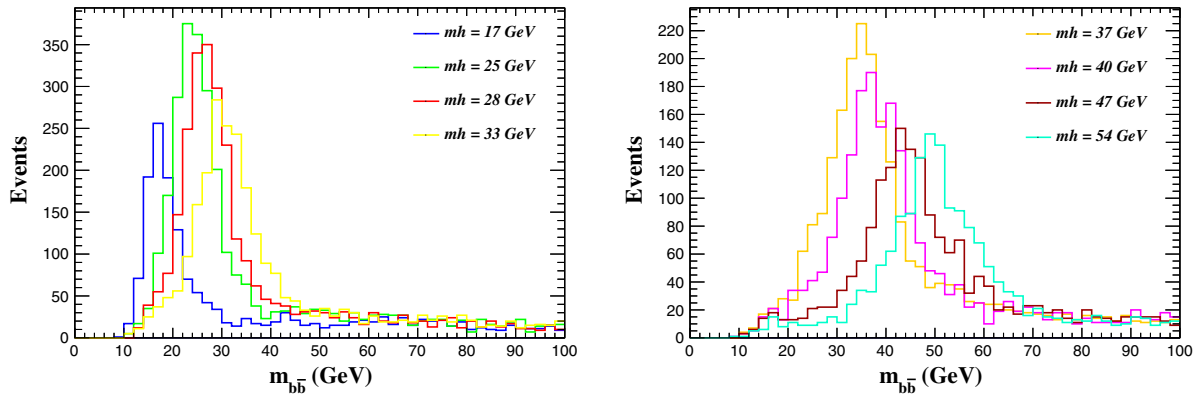 mh = 17 GeV
mh = 25 GeV
mh = 28 GeV
mh = 33 GeV
Events
350
300
250
200
150
100
50
0
0 10 20 30 40 50 60 70 80 90 100
m_{bb̅} (GeV)
mh = 37 GeV
mh = 40 GeV
mh = 47 GeV
mh = 54 GeV
Events
220
200
180
160
140
120
100
80
60
40
20
0
0 10 20 30 40 50 60 70 80 90 100
m_{bb̅} (GeV)